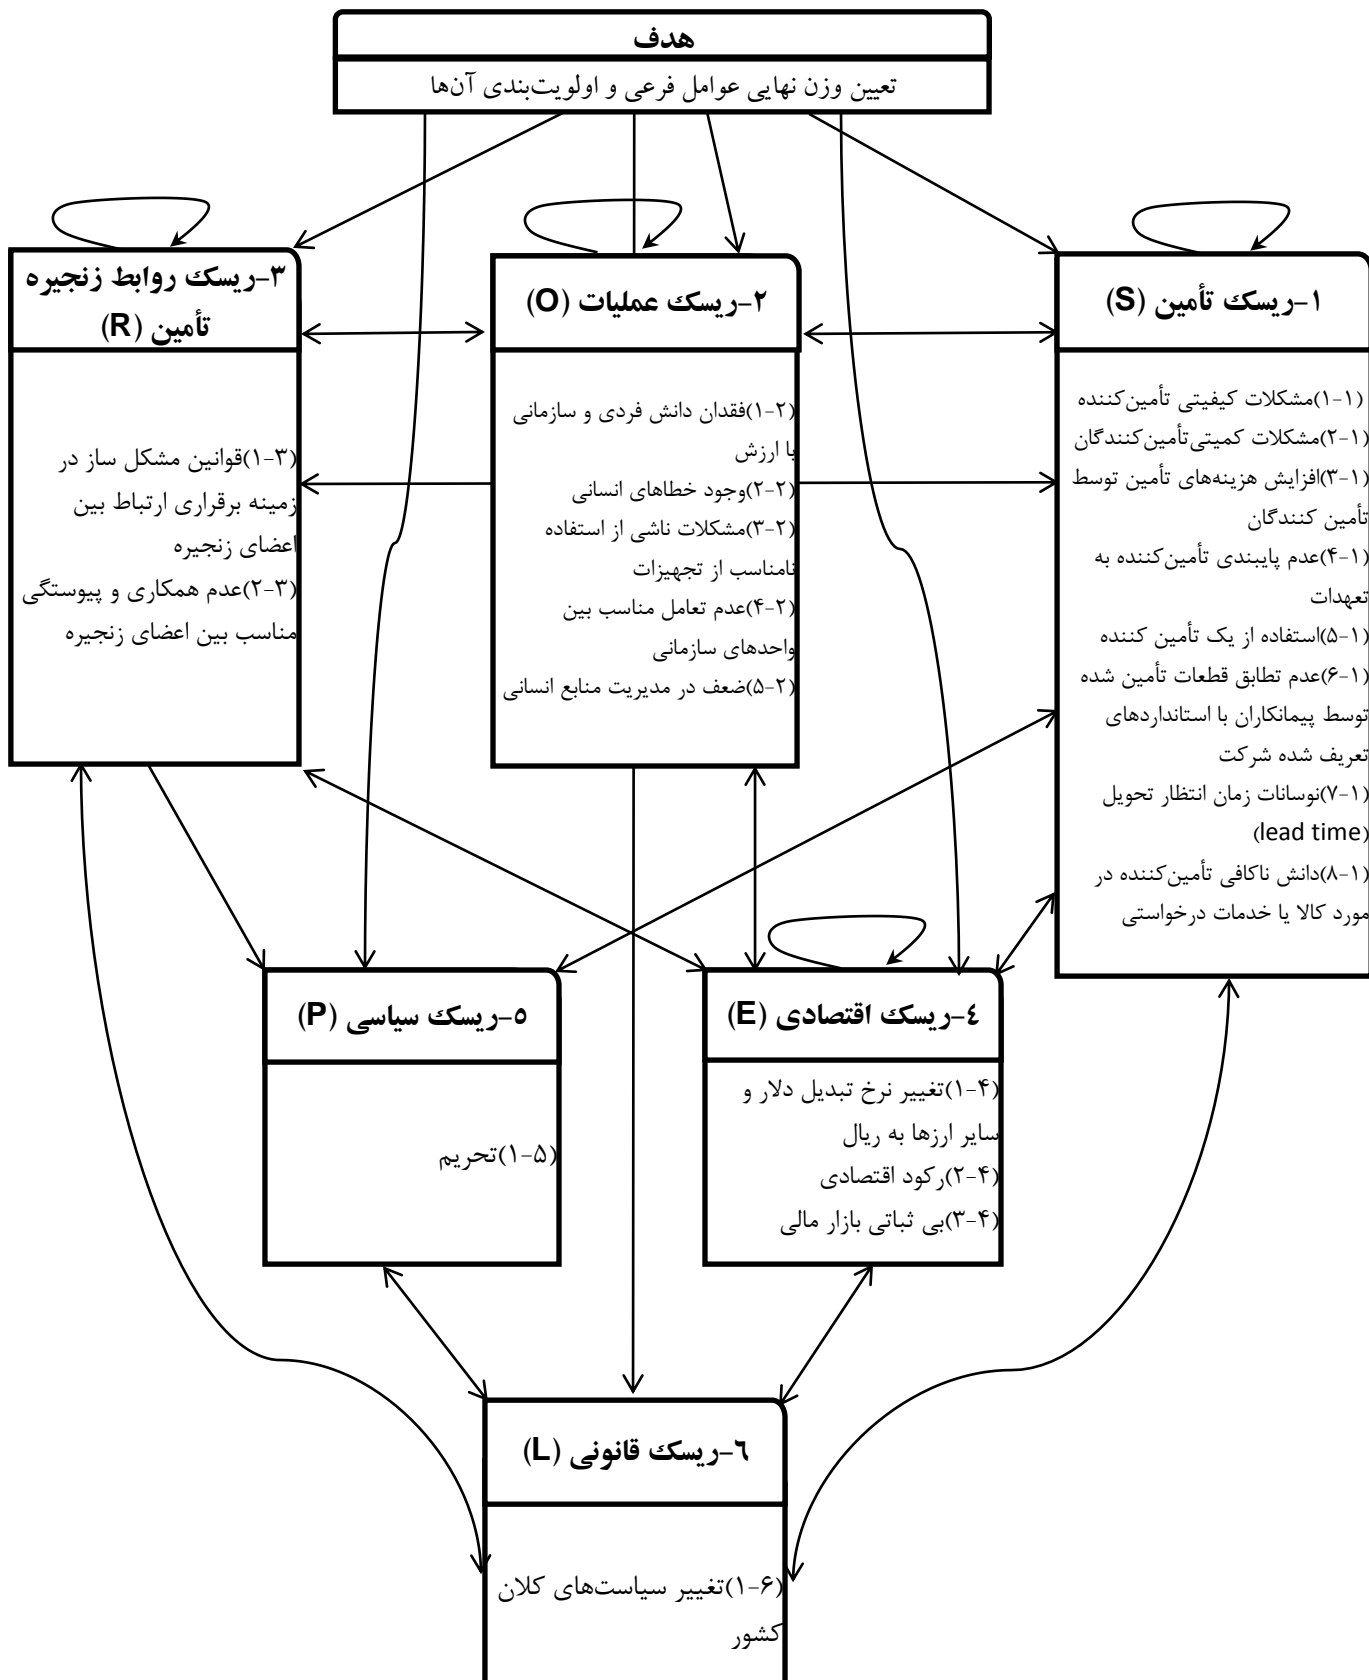 هدف
تعیین وزن نهایی عوامل فرعی و اولویت‌بندی آن‌ها
۱-ریسک تأمین (S)
(۱-۱)مشکلات کیفیتی تأمین‌کننده
(۲-۱)مشکلات کمیتی‌تأمین‌کنندگان
(۳-۱)افزایش هزینه‌های تأمین توسط
تأمین کنندگان
(۴-۱)عدم پایبندی تأمین‌کننده به
تعهدات
(۵-۱)استفاده از یک تأمین کننده
(۶-۱)عدم تطابق قطعات تأمین شده
توسط پیمانکاران با استانداردهای
تعریف شده شرکت
(۷-۱)نوسانات زمان انتظار تحویل
(lead time)
(۸-۱)دانش ناکافی تأمین‌کننده در
مورد کالا یا خدمات درخواستی
۲-ریسک عملیات (O)
(۱-۲)فقدان دانش فردی و سازمانی
با ارزش
(۲-۲)وجود خطاهای انسانی
(۳-۲)مشکلات ناشی از استفاده
نامناسب از تجهیزات
(۴-۲)عدم تعامل مناسب بین
واحدهای سازمانی
(۵-۲)ضعف در مدیریت منابع انسانی
۳-ریسک روابط زنجیره
تأمین (R)
(۱-۳)قوانین مشکل ساز در
زمینه برقراری ارتباط بین
اعضای زنجیره
(۲-۳)عدم همکاری و پیوستگی
مناسب بین اعضای زنجیره
۴-ریسک اقتصادی (E)
(۱-۴)تغییر نرخ تبدیل دلار و
سایر ارزها به ریال
(۲-۴)رکود اقتصادی
(۳-۴)بی ثباتی بازار مالی
۵-ریسک سیاسی (P)
(۱-۵)تحریم
۶-ریسک قانونی (L)
(۱-۶)تغییر سیاست‌های کلان
کشور